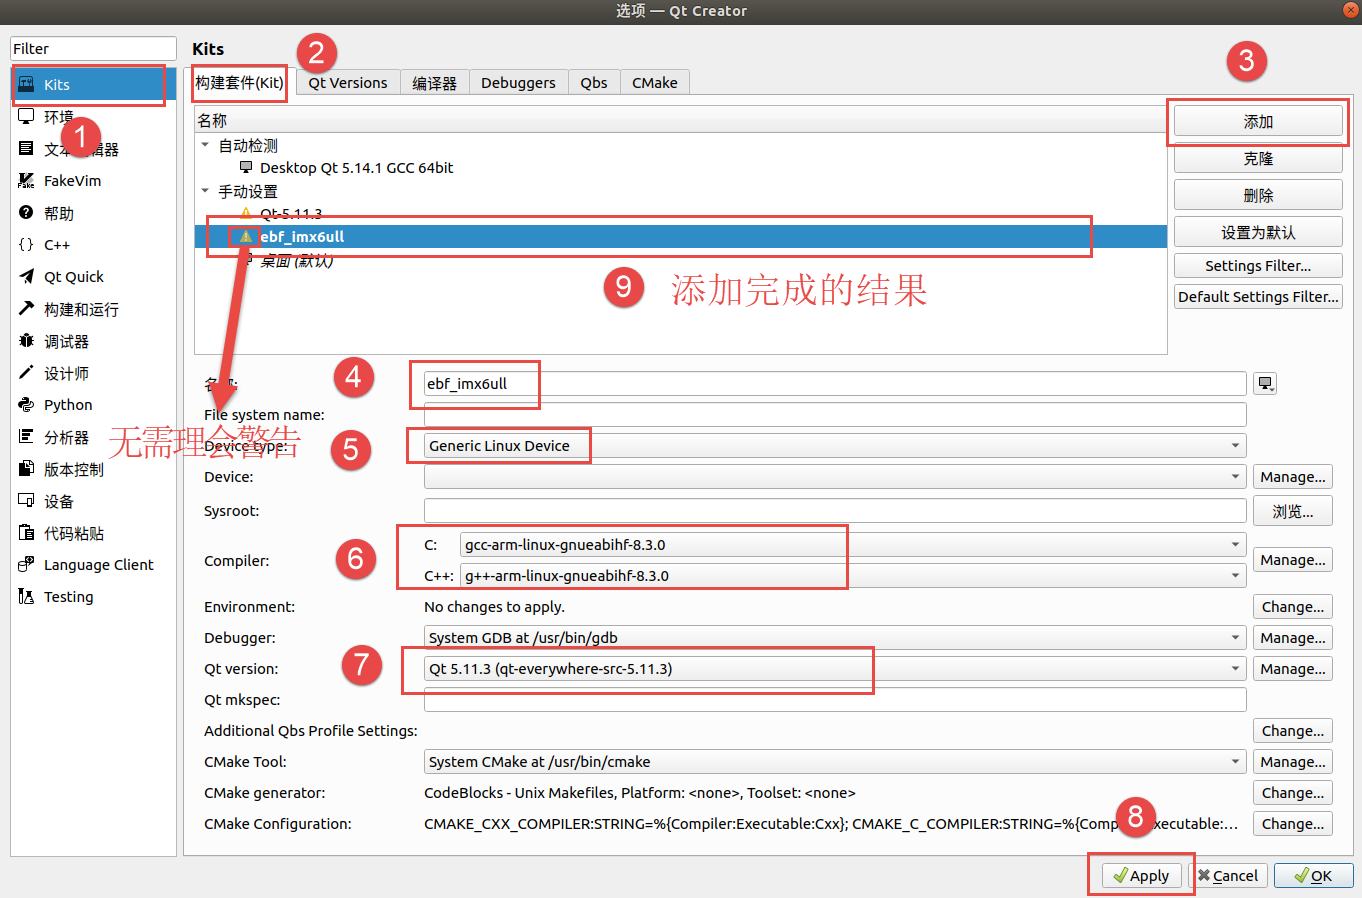 选项 — Qt Creator
Filter
Kits
环境
文本编辑器
FakeVim
帮助
C++
Qt Quick
构建和运行
调试器
设计师
Python
分析器
版本控制
设备
代码粘贴
Language Client
Testing
1
Kits
2
构建套件(Kit) Qt Versions 编译器 Debuggers Qbs CMake
名称
自动检测
Desktop Qt 5.14.1 GCC 64bit
手动设置
Qt-5.11.3
ebf_imx6ull
桌面 (默认)
9 添加完成的结果
3
添加
克隆
删除
设置为默认
Settings Filter...
Default Settings Filter...
4
名称: ebf_imx6ull
File system name:
无需理会警告
5
Device type: Generic Linux Device
Device: Manage...
Sysroot: 浏览...
6
Compiler: Manage...
C: gcc-arm-linux-gnueabihf-8.3.0
C++: g++-arm-linux-gnueabihf-8.3.0
Environment: No changes to apply. Change...
Debugger: System GDB at /usr/bin/gdb Manage...
7
Qt version: Qt 5.11.3 (qt-everywhere-src-5.11.3) Manage...
Qt mkspec:
Additional Qbs Profile Settings: Change...
CMake Tool: System CMake at /usr/bin/cmake Manage...
CMake generator: CodeBlocks - Unix Makefiles, Platform: <none>, Toolset: <none> Change...
CMake Configuration: CMAKE_CXX_COMPILER:STRING=%{Compiler:Executable:Cxx}; CMAKE_C_COMPILER:STRING=%{Comp xecutable:... Change...
8
Apply Cancel OK